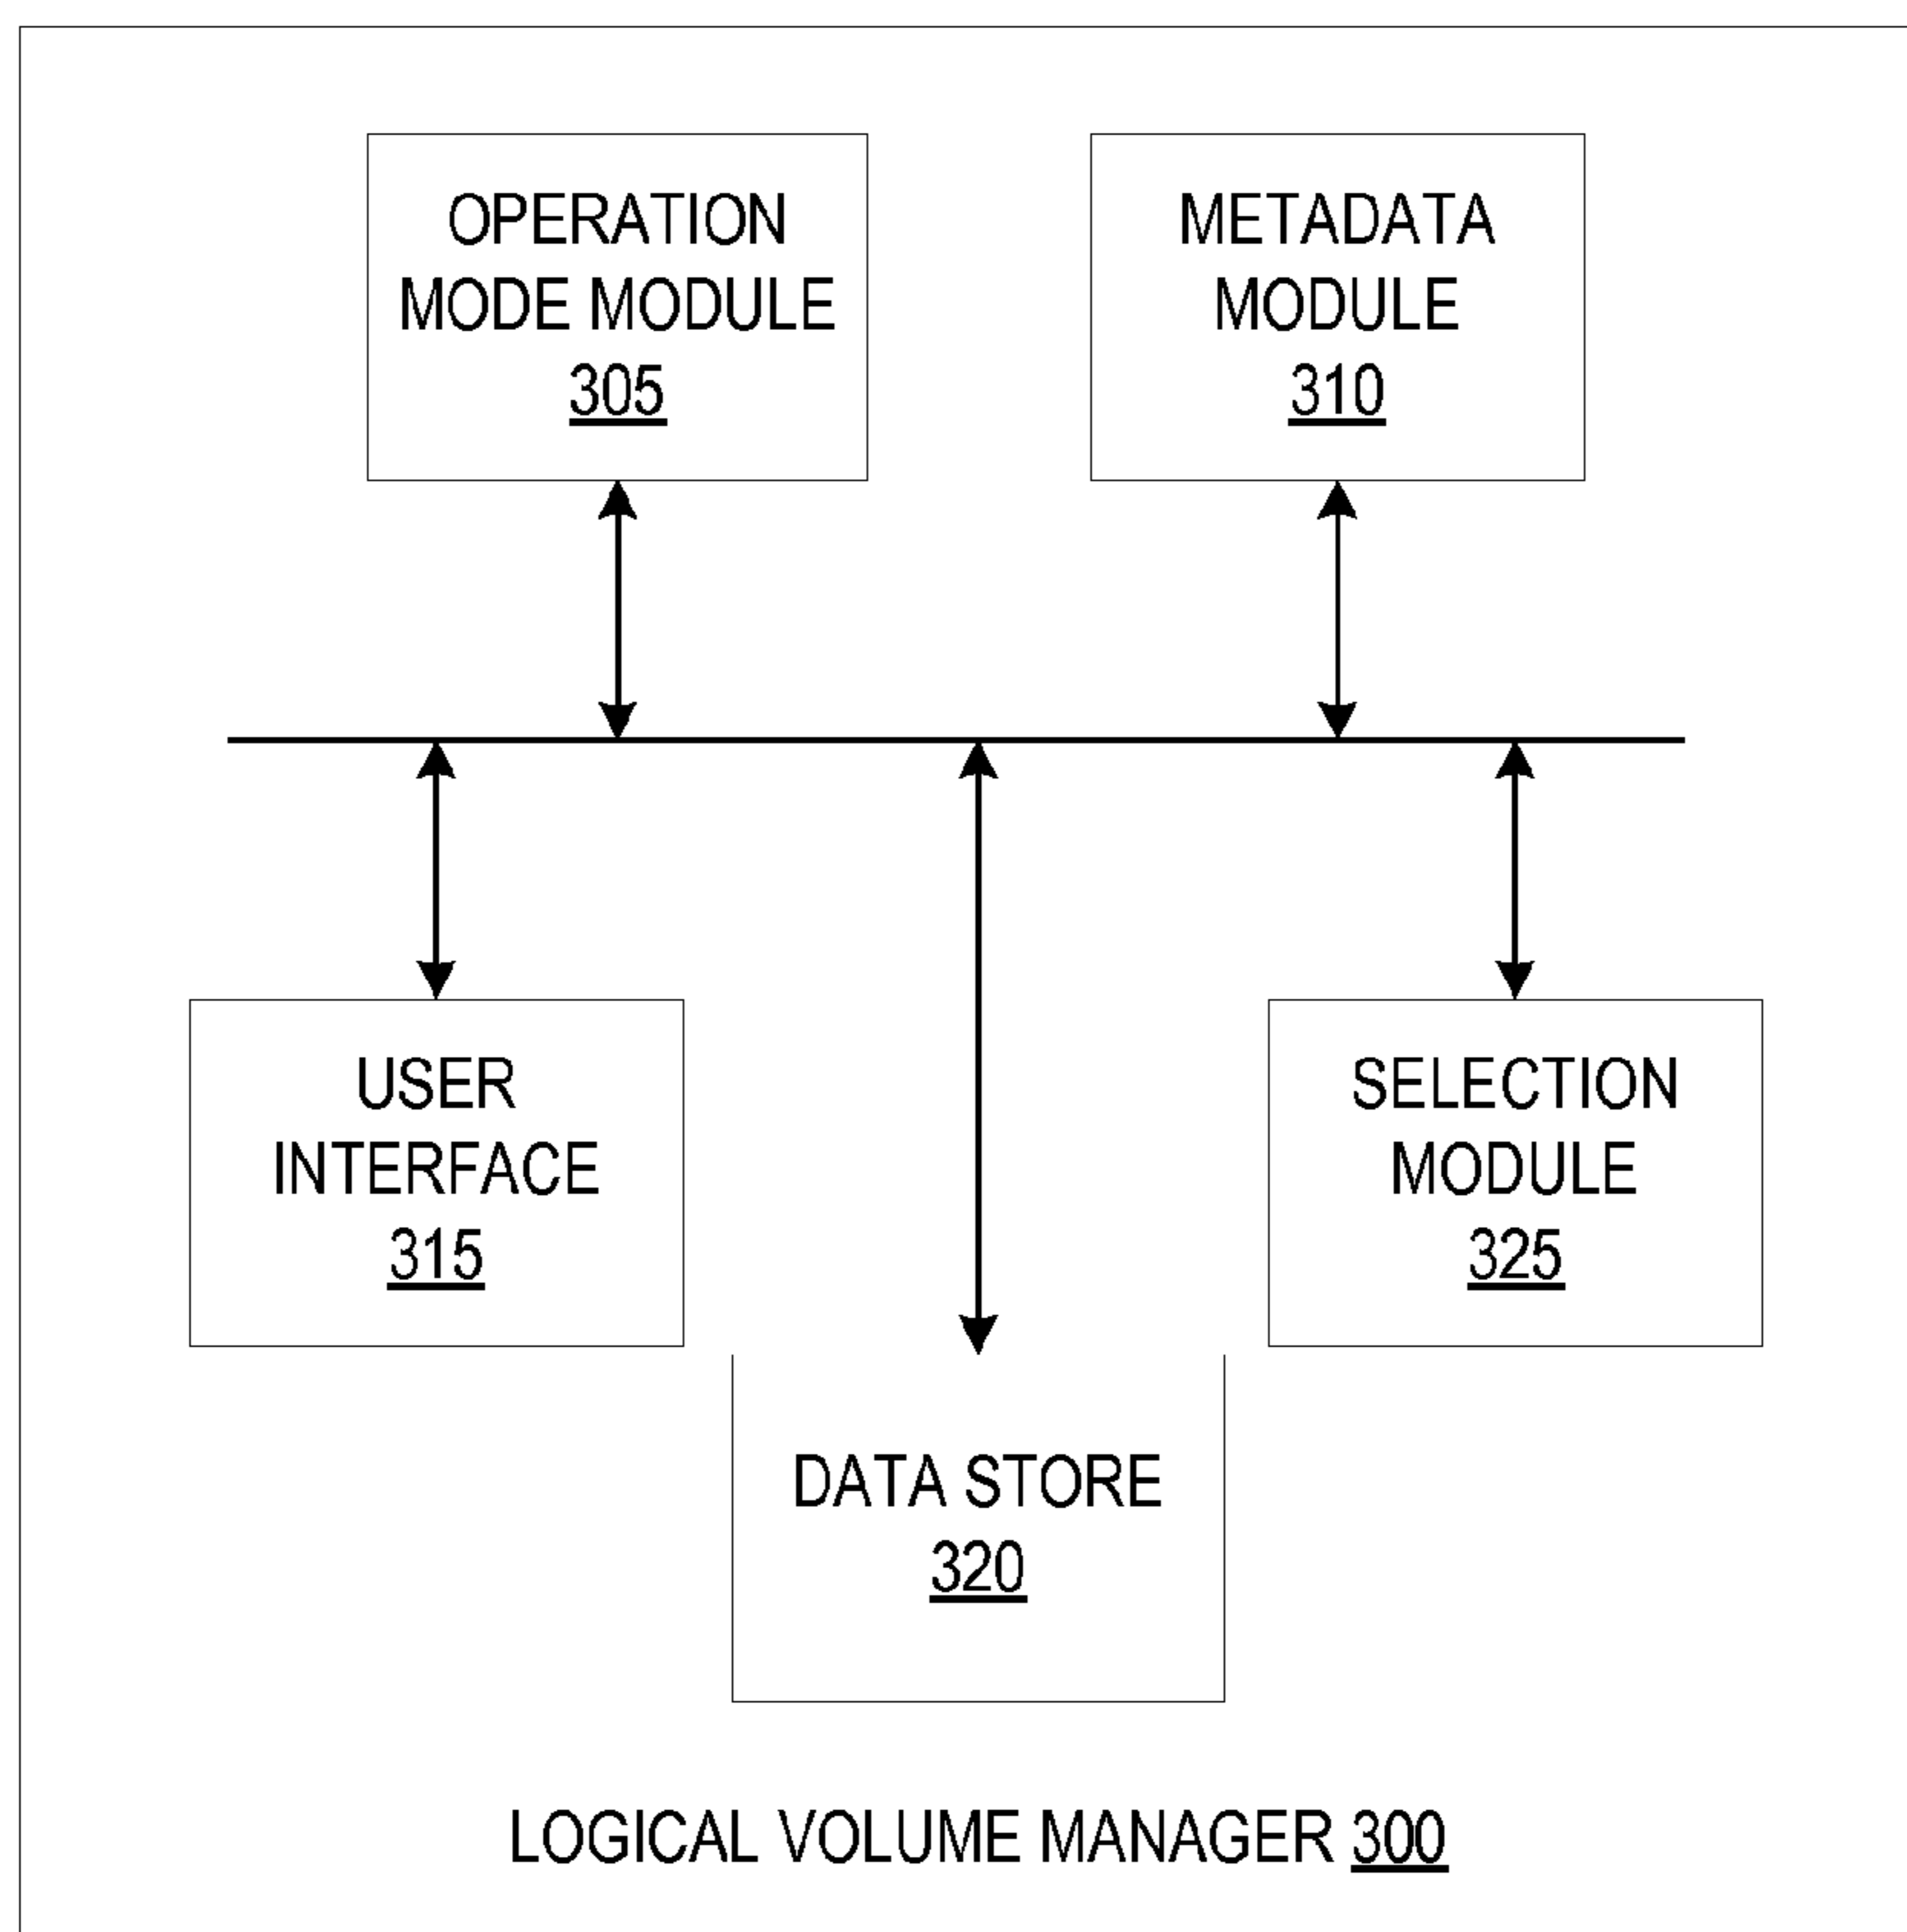 OPERATION
MODE MODULE
305
METADATA
MODULE
310
USER
INTERFACE
315
SELECTION
MODULE
325
DATA STORE
320
LOGICAL VOLUME MANAGER 300